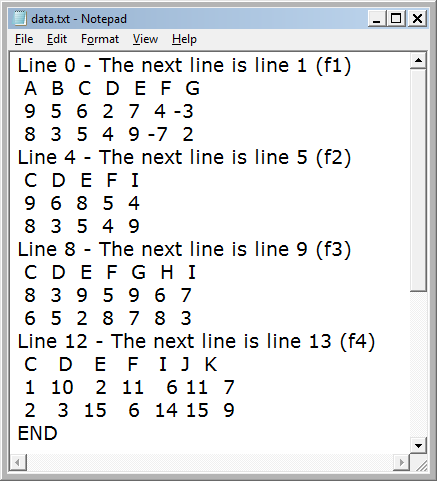 data.txt - Notepad
File Edit Format View Help
Line 0 - The next line is line 1 (f1)
A B C D E F G
9 5 6 2 7 4 -3
8 3 5 4 9 -7 2
Line 4 - The next line is line 5 (f2)
C D E F I
9 6 8 5 4
8 3 5 4 9
Line 8 - The next line is line 9 (f3)
C D E F G H I
8 3 9 5 9 6 7
6 5 2 8 7 8 3
Line 12 - The next line is line 13 (f4)
C D E F I J K
1 10 2 11 6 11 7
2 3 15 6 14 15 9
END